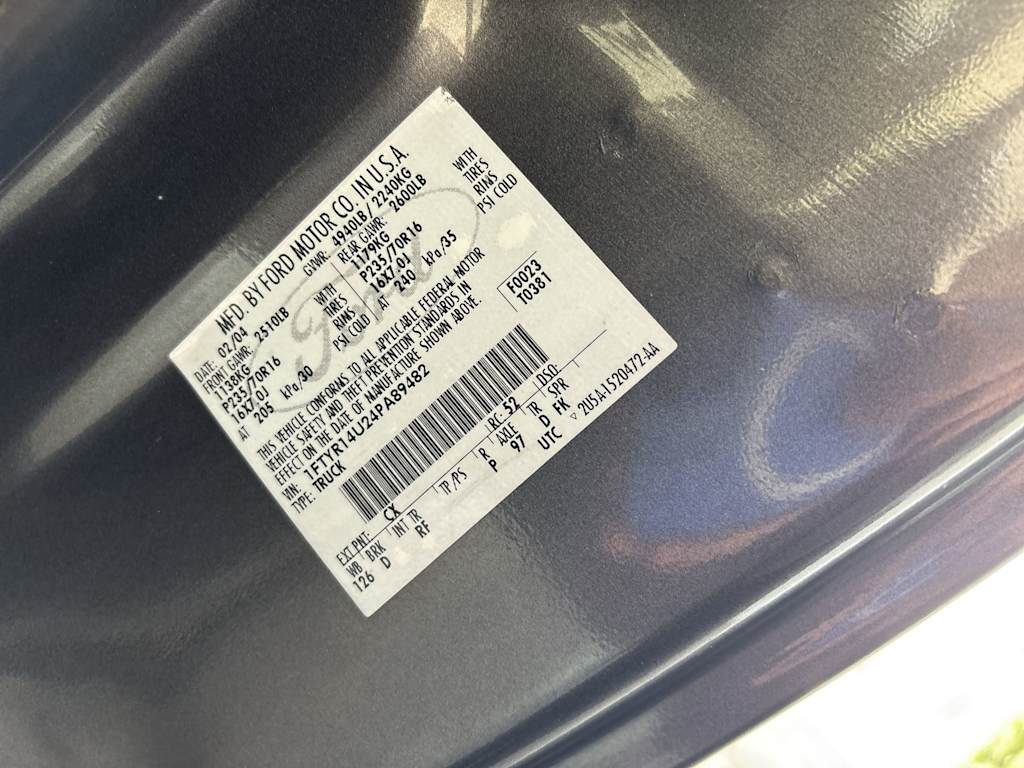 MFD. BY FORD MOTOR CO. IN U.S.A.
DATE: 02/04 GVWR: 4940LB / 2240KG
FRONT GAWR: 2510LB REAR GAWR: 2600LB
1138KG WITH 1179KG WITH
P235/70R16 TIRES P235/70R16 TIRES
16X7.0J RIMS 16X7.0J RIMS
AT 205 kPa/30 PSI COLD AT 240 kPa/35 PSI COLD
THIS VEHICLE CONFORMS TO ALL APPLICABLE FEDERAL MOTOR
VEHICLE SAFETY AND THEFT PREVENTION STANDARDS IN
EFFECT ON THE DATE OF MANUFACTURE SHOWN ABOVE.
VIN: 1FTYR14U24PA89482 F0023
TYPE: TRUCK T0381
EXT PNT: CX RC: 52 DSO:
WB BRK INT TR TP/PS R AXLE TR SPR
126 D RF P 97 D FK
UTC ▽ 2U5A-1520472-AA
Ford